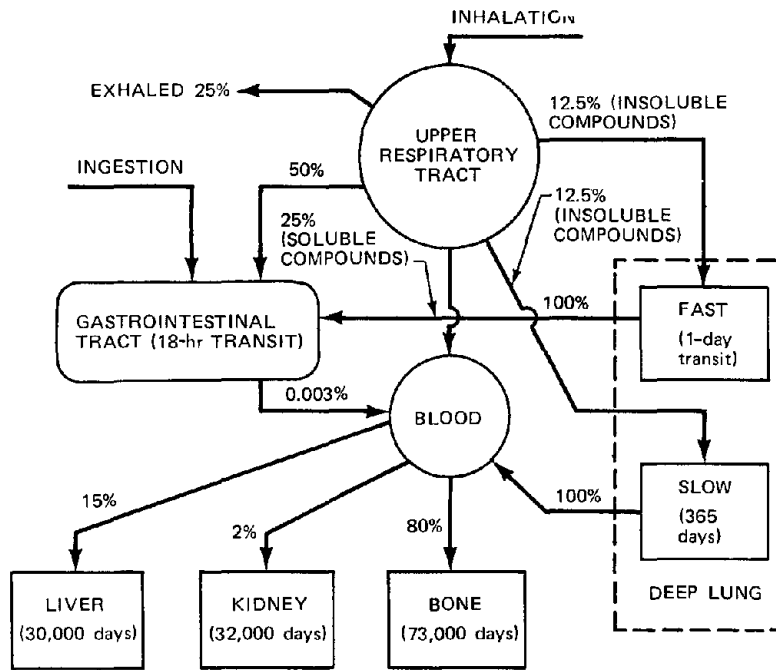 INHALATION
EXHALED 25%
UPPER
RESPIRATORY
TRACT
12.5% (INSOLUBLE
COMPOUNDS)
INGESTION
50%
25%
(SOLUBLE
COMPOUNDS)
12.5%
(INSOLUBLE
COMPOUNDS)
GASTROINTESTINAL
TRACT (18-hr TRANSIT)
100%
FAST
(1-day
transit)
0.003%
BLOOD
15%
2%
80%
100%
SLOW
(365
days)
LIVER
(30,000 days)
KIDNEY
(32,000 days)
BONE
(73,000 days)
DEEP LUNG